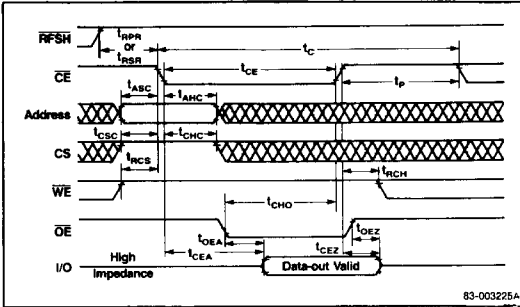 RFSH
tRPR
or
tRSR
tC
CE
tCE
tP
tASC
tAHC
Address
tCSC
tCHC
CS
tRCS
tRCH
WE
tCHO
OE
tOEA
tOEZ
tCEA
tCEZ
I/O
High
Impedance
Data-out Valid
83-003225A